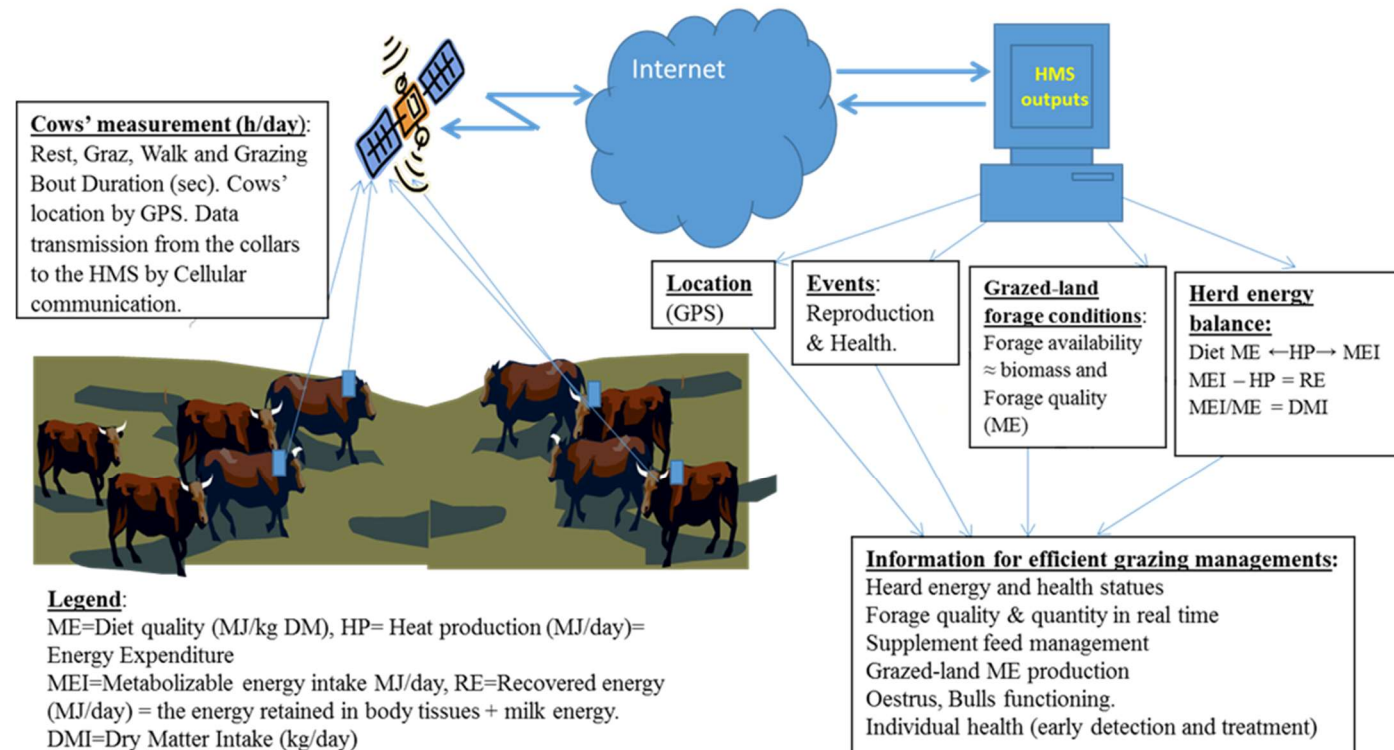 Internet
HMS
outputs
Cows’ measurement (h/day):
Rest, Graz, Walk and Grazing
Bout Duration (sec). Cows’
location by GPS. Data
transmission from the collars
to the HMS by Cellular
communication.
Location
(GPS)
Events:
Reproduction
& Health.
Grazed-land
forage conditions:
Forage availability
≈ biomass and
Forage quality
(ME)
Herd energy
balance:
Diet ME ←HP→ MEI
MEI – HP = RE
MEI/ME = DMI
Information for efficient grazing managements:
Heard energy and health statues
Forage quality & quantity in real time
Supplement feed management
Grazed-land ME production
Oestrus, Bulls functioning.
Individual health (early detection and treatment)
Legend:
ME=Diet quality (MJ/kg DM), HP= Heat production (MJ/day)=
Energy Expenditure
MEI=Metabolizable energy intake MJ/day, RE=Recovered energy
(MJ/day) = the energy retained in body tissues + milk energy.
DMI=Dry Matter Intake (kg/day)